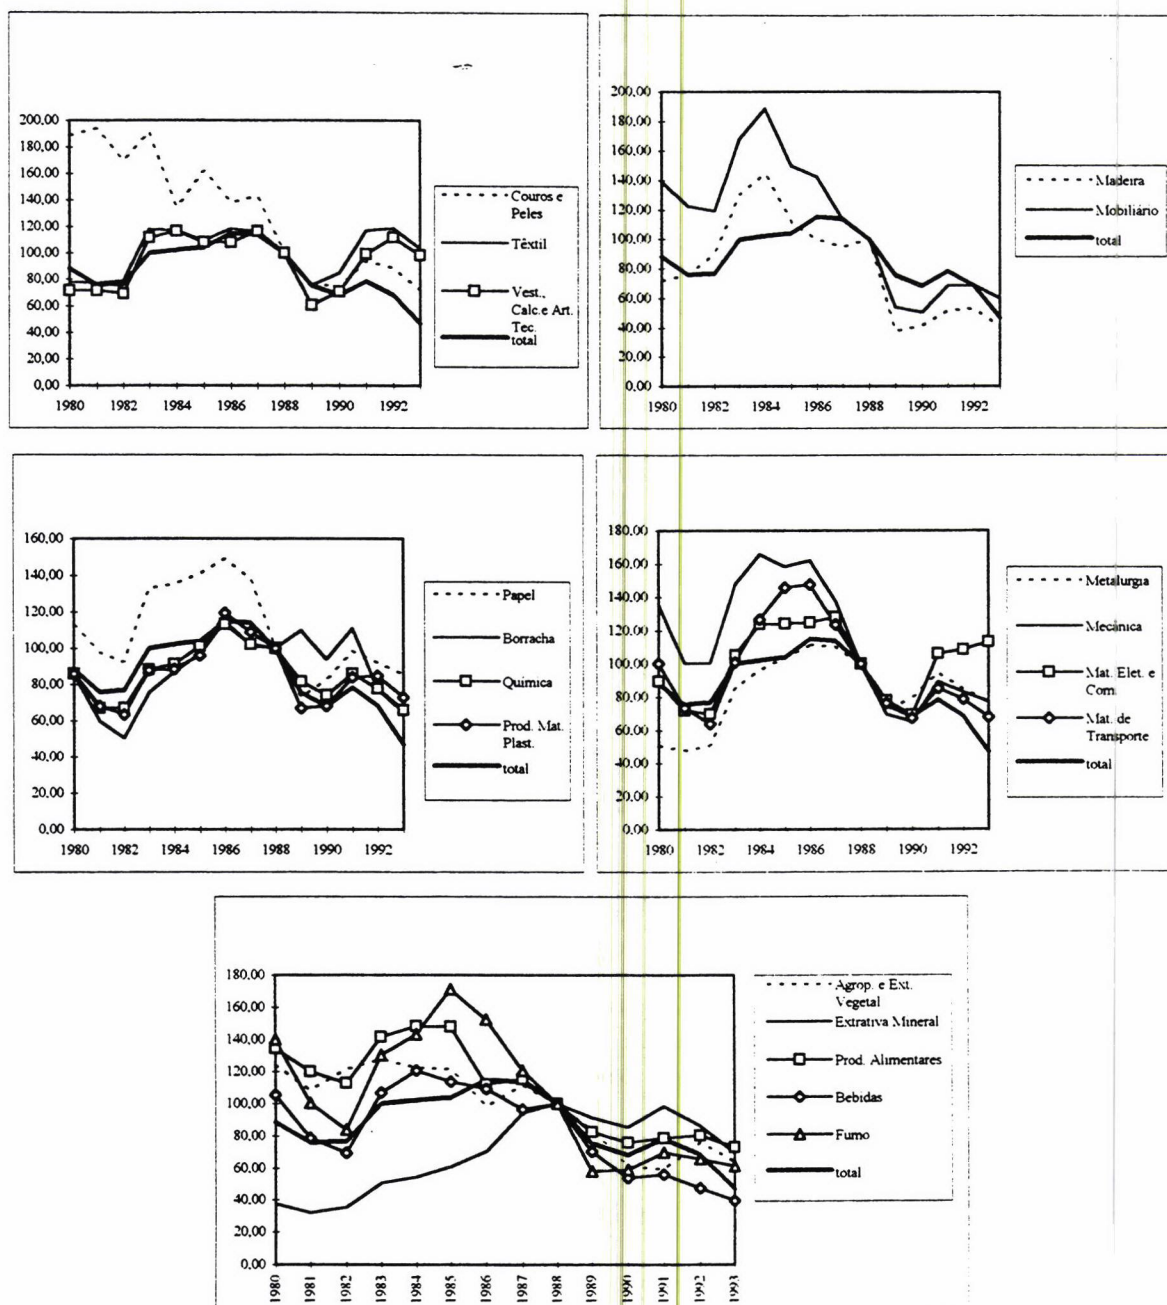 200,00
180,00
160,00
140,00
120,00
100,00
80,00
60,00
40,00
20,00
0,00
1980 1982 1984 1986 1988 1990 1992
Couros e
Peles
Têxtil
Vest.,
Calc.e Art.
Tec.
total
200,00
180,00
160,00
140,00
120,00
100,00
80,00
60,00
40,00
20,00
0,00
1980 1982 1984 1986 1988 1990 1992
Madeira
Mobiliário
total
160,00
140,00
120,00
100,00
80,00
60,00
40,00
20,00
0,00
1980 1982 1984 1986 1988 1990 1992
Papel
Borracha
Química
Prod. Mat.
Plast.
total
180,00
160,00
140,00
120,00
100,00
80,00
60,00
40,00
20,00
0,00
1980 1982 1984 1986 1988 1990 1992
Metalurgia
Mecânica
Mat. Elet. e
Com.
Mat. de
Transporte
total
180,00
160,00
140,00
120,00
100,00
80,00
60,00
40,00
20,00
0,00
1980 1981 1982 1983 1984 1985 1986 1987 1988 1989 1990 1991 1992 1993
Agrop. e Ext.
Vegetal
Extrativa Mineral
Prod. Alimentares
Bebidas
Fumo
total